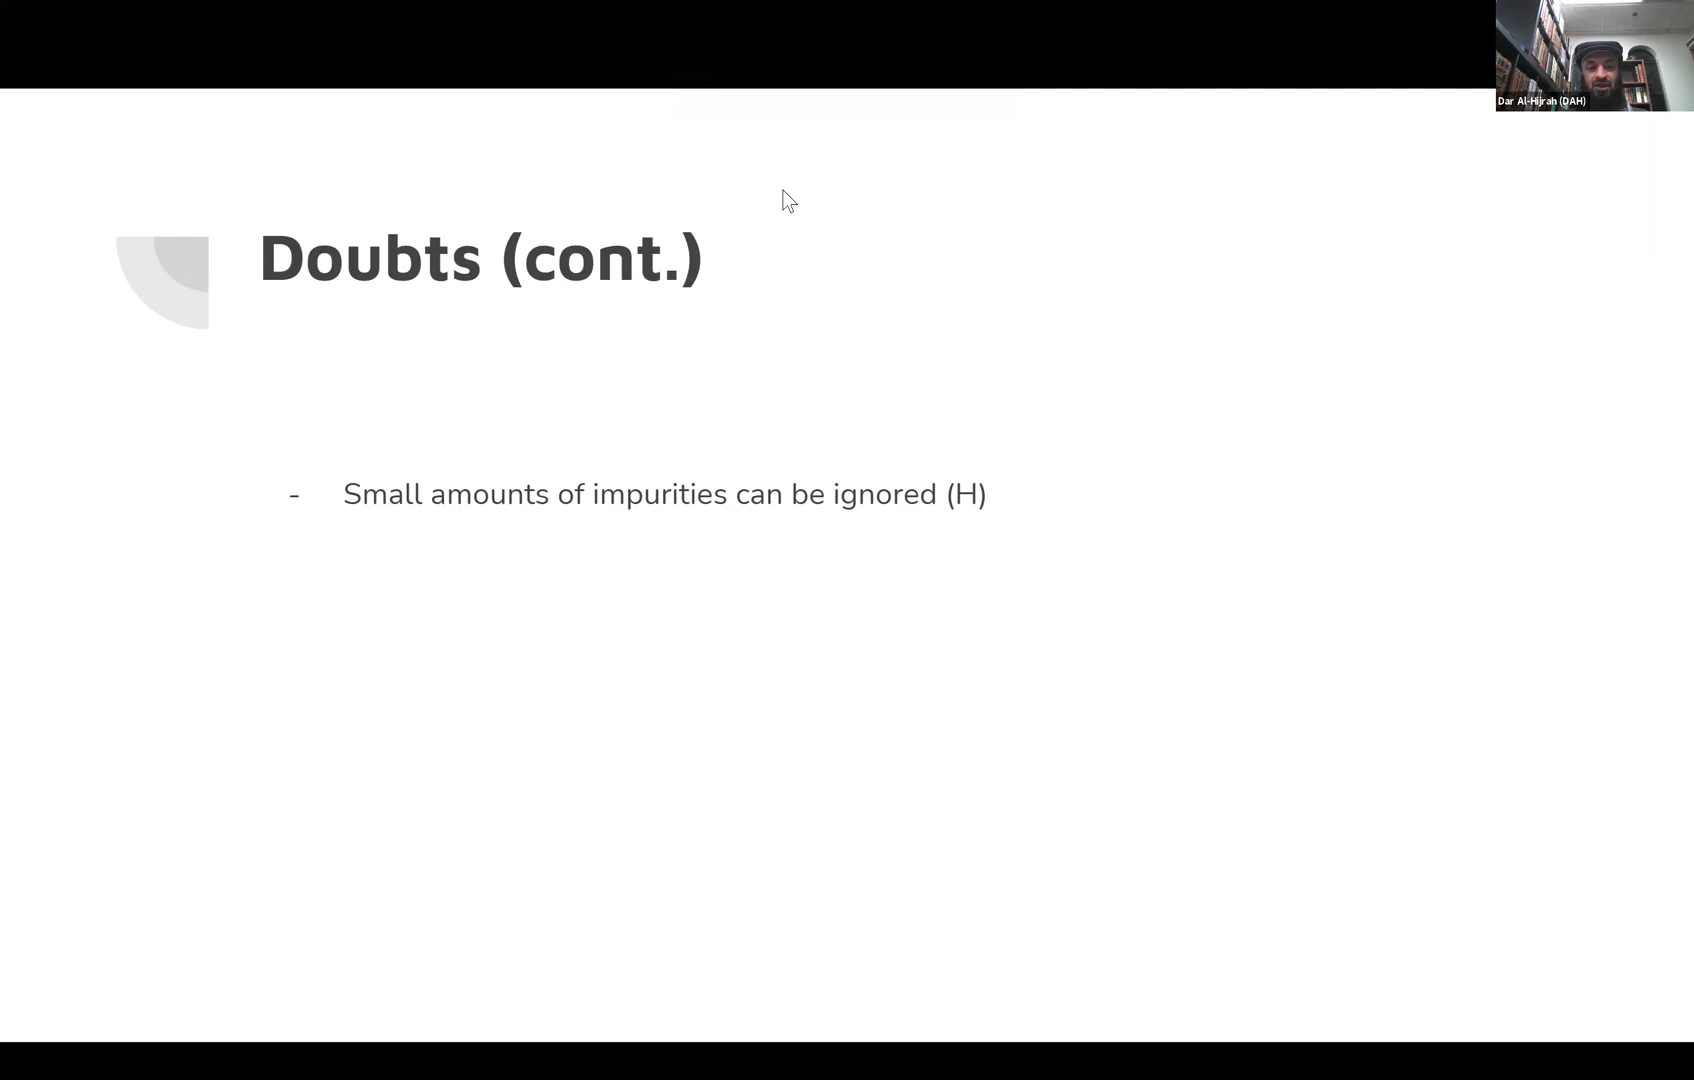 Dar Al-Hijrah (DAH)
Doubts (cont.)
- Small amounts of impurities can be ignored (H)